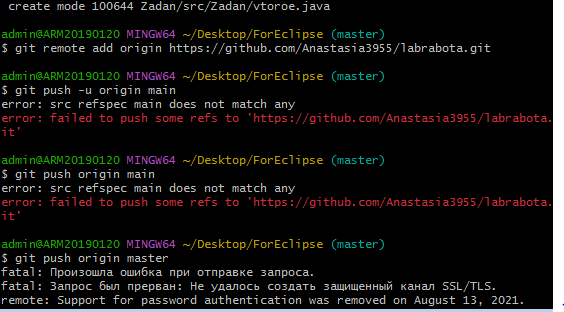 create mode 100644 Zadan/src/Zadan/vtoroe.java
admin@ARM20190120 MINGW64 ~/Desktop/ForEclipse (master)
$ git remote add origin https://github.com/Anastasia3955/labrabota.git
admin@ARM20190120 MINGW64 ~/Desktop/ForEclipse (master)
$ git push -u origin main
error: src refspec main does not match any
error: failed to push some refs to 'https://github.com/Anastasia3955/labrabota.
it'
admin@ARM20190120 MINGW64 ~/Desktop/ForEclipse (master)
$ git push origin main
error: src refspec main does not match any
error: failed to push some refs to 'https://github.com/Anastasia3955/labrabota.
it'
admin@ARM20190120 MINGW64 ~/Desktop/ForEclipse (master)
$ git push origin master
fatal: Произошла ошибка при отправке запроса.
fatal: Запрос был прерван: Не удалось создать защищенный канал SSL/TLS.
remote: Support for password authentication was removed on August 13, 2021.